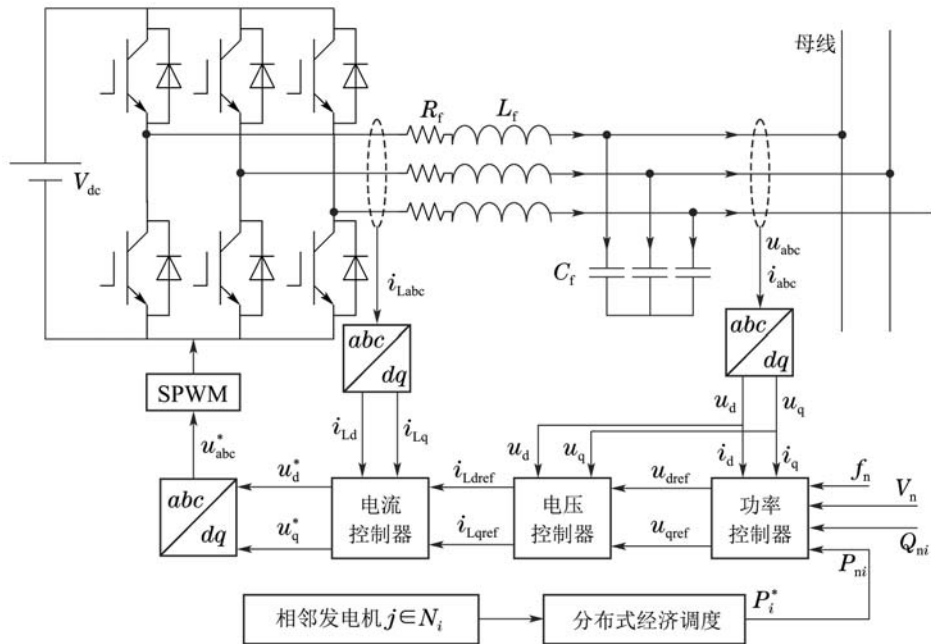 母线
R_f
L_f
V_dc
u_abc
i_abc
C_f
i_Labc
abc
dq
abc
dq
SPWM
u_d
u_q
i_Ld
i_Lq
u_d
u_q
i_d
i_q
u*_abc
f_n
u*_d
i_Ldref
u_dref
V_n
abc
dq
电流
控制器
电压
控制器
功率
控制器
u*_q
i_Lqref
u_qref
Q_ni
P_ni
相邻发电机 j∈N_i
分布式经济调度
P*_i